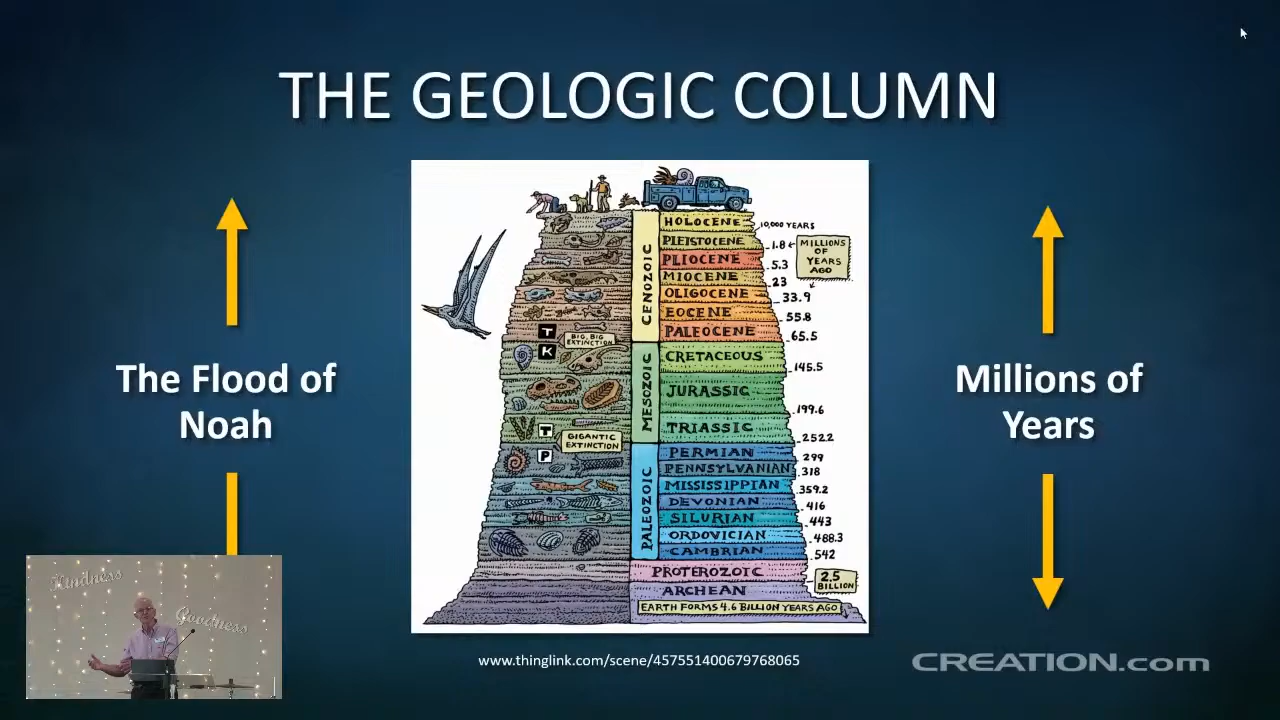 THE GEOLOGIC COLUMN
The Flood of
Noah
Millions of
Years
CENOZOIC
HOLOCENE
PLEISTOCENE
PLIOCENE
MIOCENE
OLIGOCENE
EOCENE
PALEOCENE
10,000 YEARS
1.8
MILLIONS
OF
YEARS
AGO
5.3
23
33.9
55.8
65.5
T
BIG, BIG
EXTINCTION
K
MESOZOIC
CRETACEOUS
JURASSIC
TRIASSIC
145.5
199.6
252.2
T
GIGANTIC
EXTINCTION
P
PALEOZOIC
PERMIAN
PENNSYLVANIAN
MISSISSIPPIAN
DEVONIAN
SILURIAN
ORDOVICIAN
CAMBRIAN
299
318
359.2
416
443
488.3
542
PROTEROZOIC
ARCHEAN
2.5
BILLION
EARTH FORMS 4.6 BILLION YEARS AGO
Kindness
Goodness
www.thinglink.com/scene/457551400679768065
CREATION.com